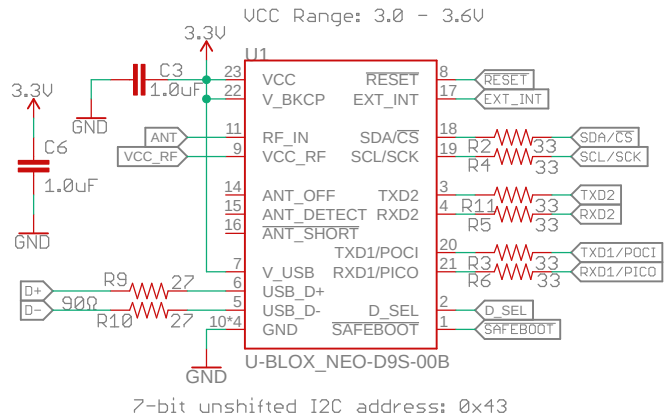 VCC Range: 3.0 - 3.6V
3.3V
U1
C3
1.0uF
GND
3.3V
C6
1.0uF
GND
23 VCC
22 V_BKCP
ANT 11 RF_IN
VCC_RF 9 VCC_RF
14 ANT_OFF
15 ANT_DETECT
16 ANT_SHORT
7 V_USB
D+ R9 27 6 USB_D+
D- 90Ω R10 27 5 USB_D-
10*4 GND
GND
RESET 8 RESET
EXT_INT 17 EXT_INT
SDA/CS 18 R2 33 SDA/CS
SCL/SCK 19 R4 33 SCL/SCK
TXD2 3 R11 33 TXD2
RXD2 4 R5 33 RXD2
TXD1/POCI 20 R3 33 TXD1/POCI
RXD1/PICO 21 R6 33 RXD1/PICO
D_SEL 2 D_SEL
SAFEBOOT 1 SAFEBOOT
U-BLOX_NEO-D9S-00B
7-bit unshifted I2C address: 0x43